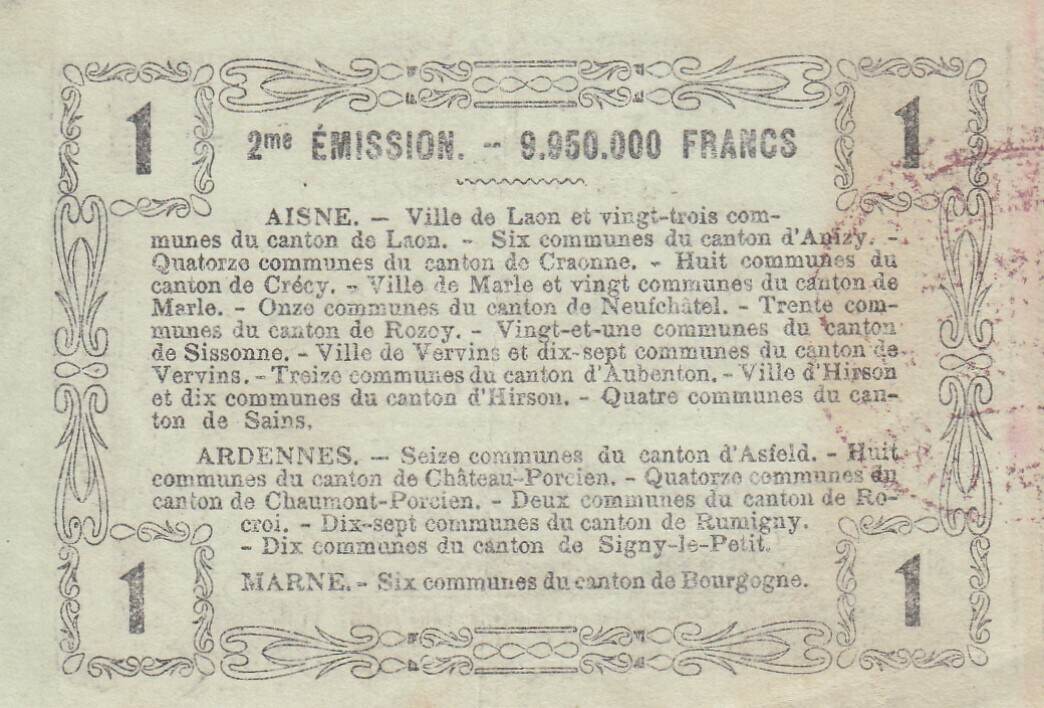 1 1
2me ÉMISSION. -- 9.950.000 FRANCS
AISNE. — Ville de Laon et vingt-trois com-
munes du canton de Laon. - Six communes du canton d'Anizy. -
Quatorze communes du canton de Craonne. - Huit communes du
canton de Crécy. - Ville de Marle et vingt communes du canton de
Marle. - Onze communes du canton de Neufchâtel. - Trente com-
munes du canton de Rozoy. - Vingt-et-une communes du canton
de Sissonne. - Ville de Vervins et dix-sept communes du canton de
Vervins. - Treize communes du canton d'Aubenton. - Ville d'Hirson
et dix communes du canton d'Hirson. - Quatre communes du can-
ton de Sains.
ARDENNES. — Seize communes du canton d'Asfeld. - Huit
communes du canton de Château-Porcien. - Quatorze communes du
canton de Chaumont-Porcien. - Deux communes du canton de Ro-
croi. - Dix-sept communes du canton de Rumigny.
- Dix communes du canton de Signy-le-Petit.
MARNE. - Six communes du canton de Bourgogne.
1 1